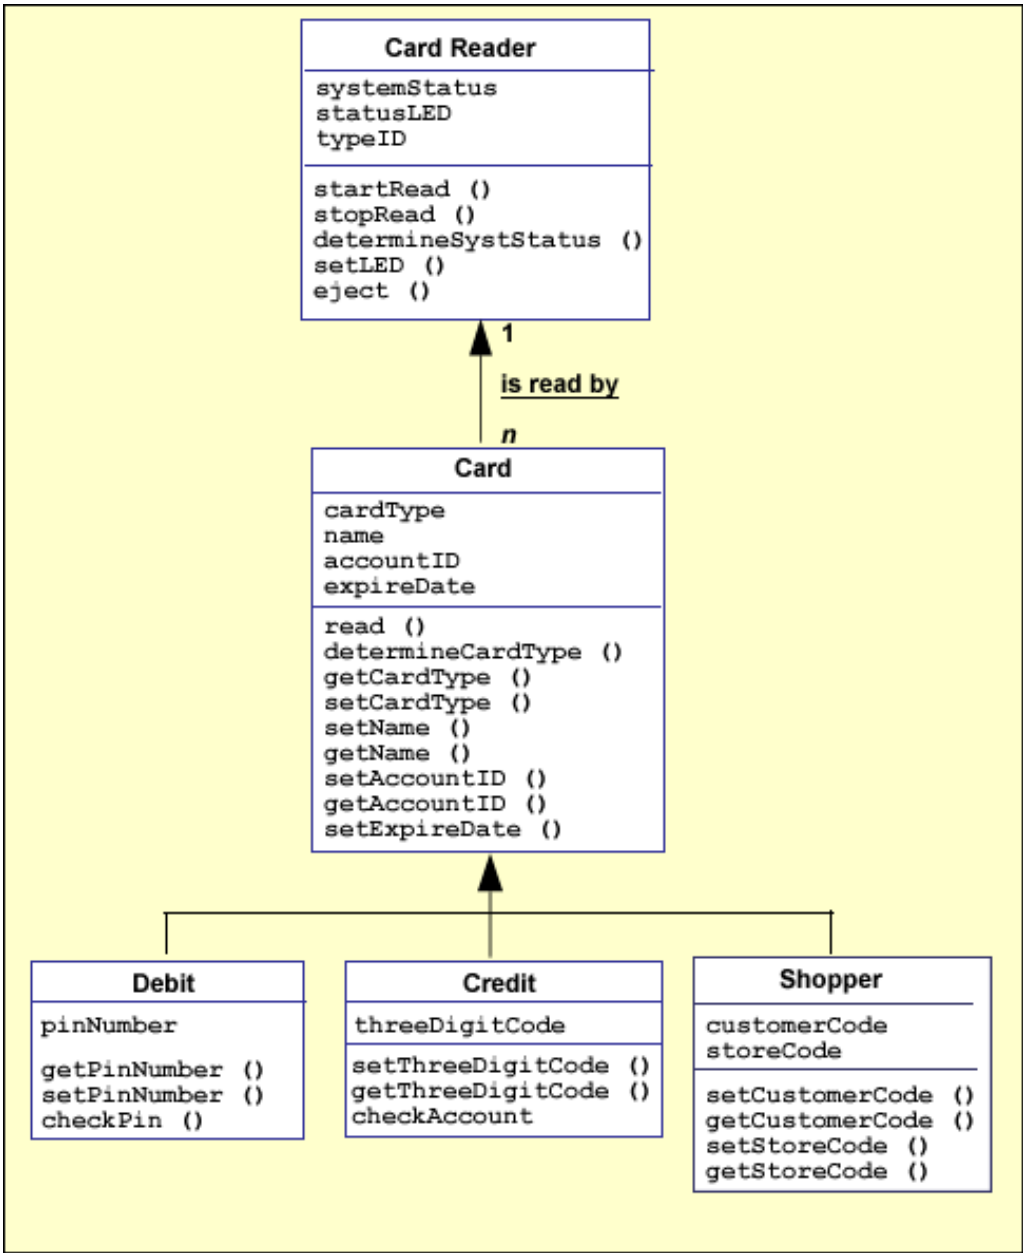 Card Reader
systemStatus
statusLED
typeID
startRead ()
stopRead ()
determineSystStatus ()
setLED ()
eject ()
1
is read by
n
Card
cardType
name
accountID
expireDate
read ()
determineCardType ()
getCardType ()
setCardType ()
setName ()
getName ()
setAccountID ()
getAccountID ()
setExpireDate ()
Debit
pinNumber
getPinNumber ()
setPinNumber ()
checkPin ()
Credit
threeDigitCode
setThreeDigitCode ()
getThreeDigitCode ()
checkAccount
Shopper
customerCode
storeCode
setCustomerCode ()
getCustomerCode ()
setStoreCode ()
getStoreCode ()